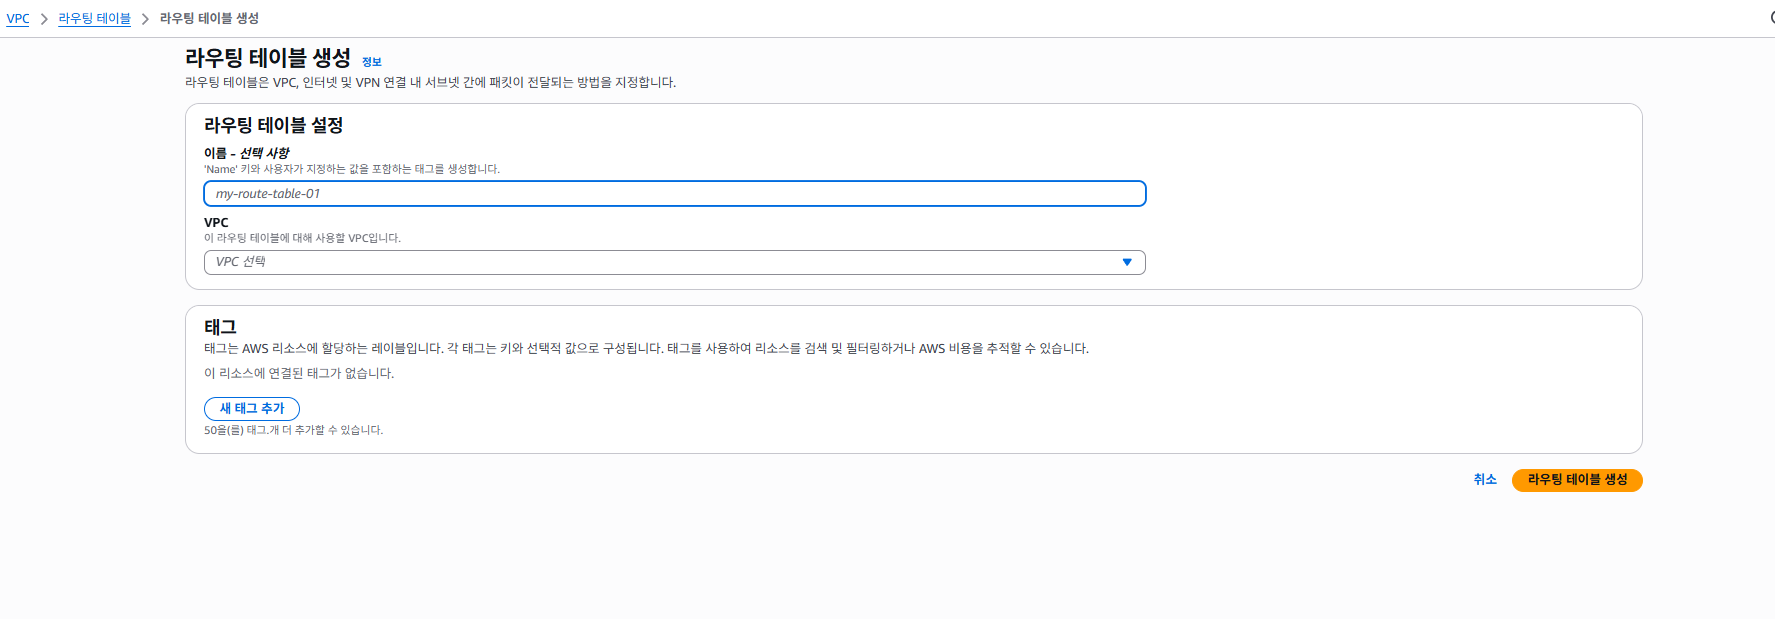 VPC > 라우팅 테이블 > 라우팅 테이블 생성
라우팅 테이블 생성 정보
라우팅 테이블은 VPC, 인터넷 및 VPN 연결 내 서브넷 간에 패킷이 전달되는 방법을 지정합니다.
라우팅 테이블 설정
이름 - 선택 사항
'Name' 키와 사용자가 지정하는 값을 포함하는 태그를 생성합니다.
my-route-table-01
VPC
이 라우팅 테이블에 대해 사용할 VPC입니다.
VPC 선택
태그
태그는 AWS 리소스에 할당하는 레이블입니다. 각 태그는 키와 선택적 값으로 구성됩니다. 태그를 사용하여 리소스를 검색 및 필터링하거나 AWS 비용을 추적할 수 있습니다.
이 리소스에 연결된 태그가 없습니다.
새 태그 추가
50을(를) 태그.개 더 추가할 수 있습니다.
취소 라우팅 테이블 생성